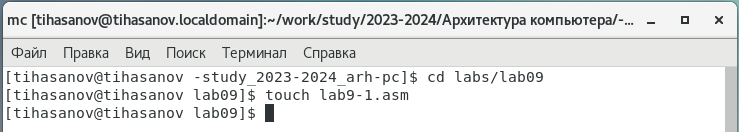 mc [tihasanov@tihasanov.localdomain]:~/work/study/2023-2024/Архитектура компьютера/-...
Файл Правка Вид Поиск Терминал Справка
[tihasanov@tihasanov -study_2023-2024_arh-pc]$ cd labs/lab09
[tihasanov@tihasanov lab09]$ touch lab9-1.asm
[tihasanov@tihasanov lab09]$